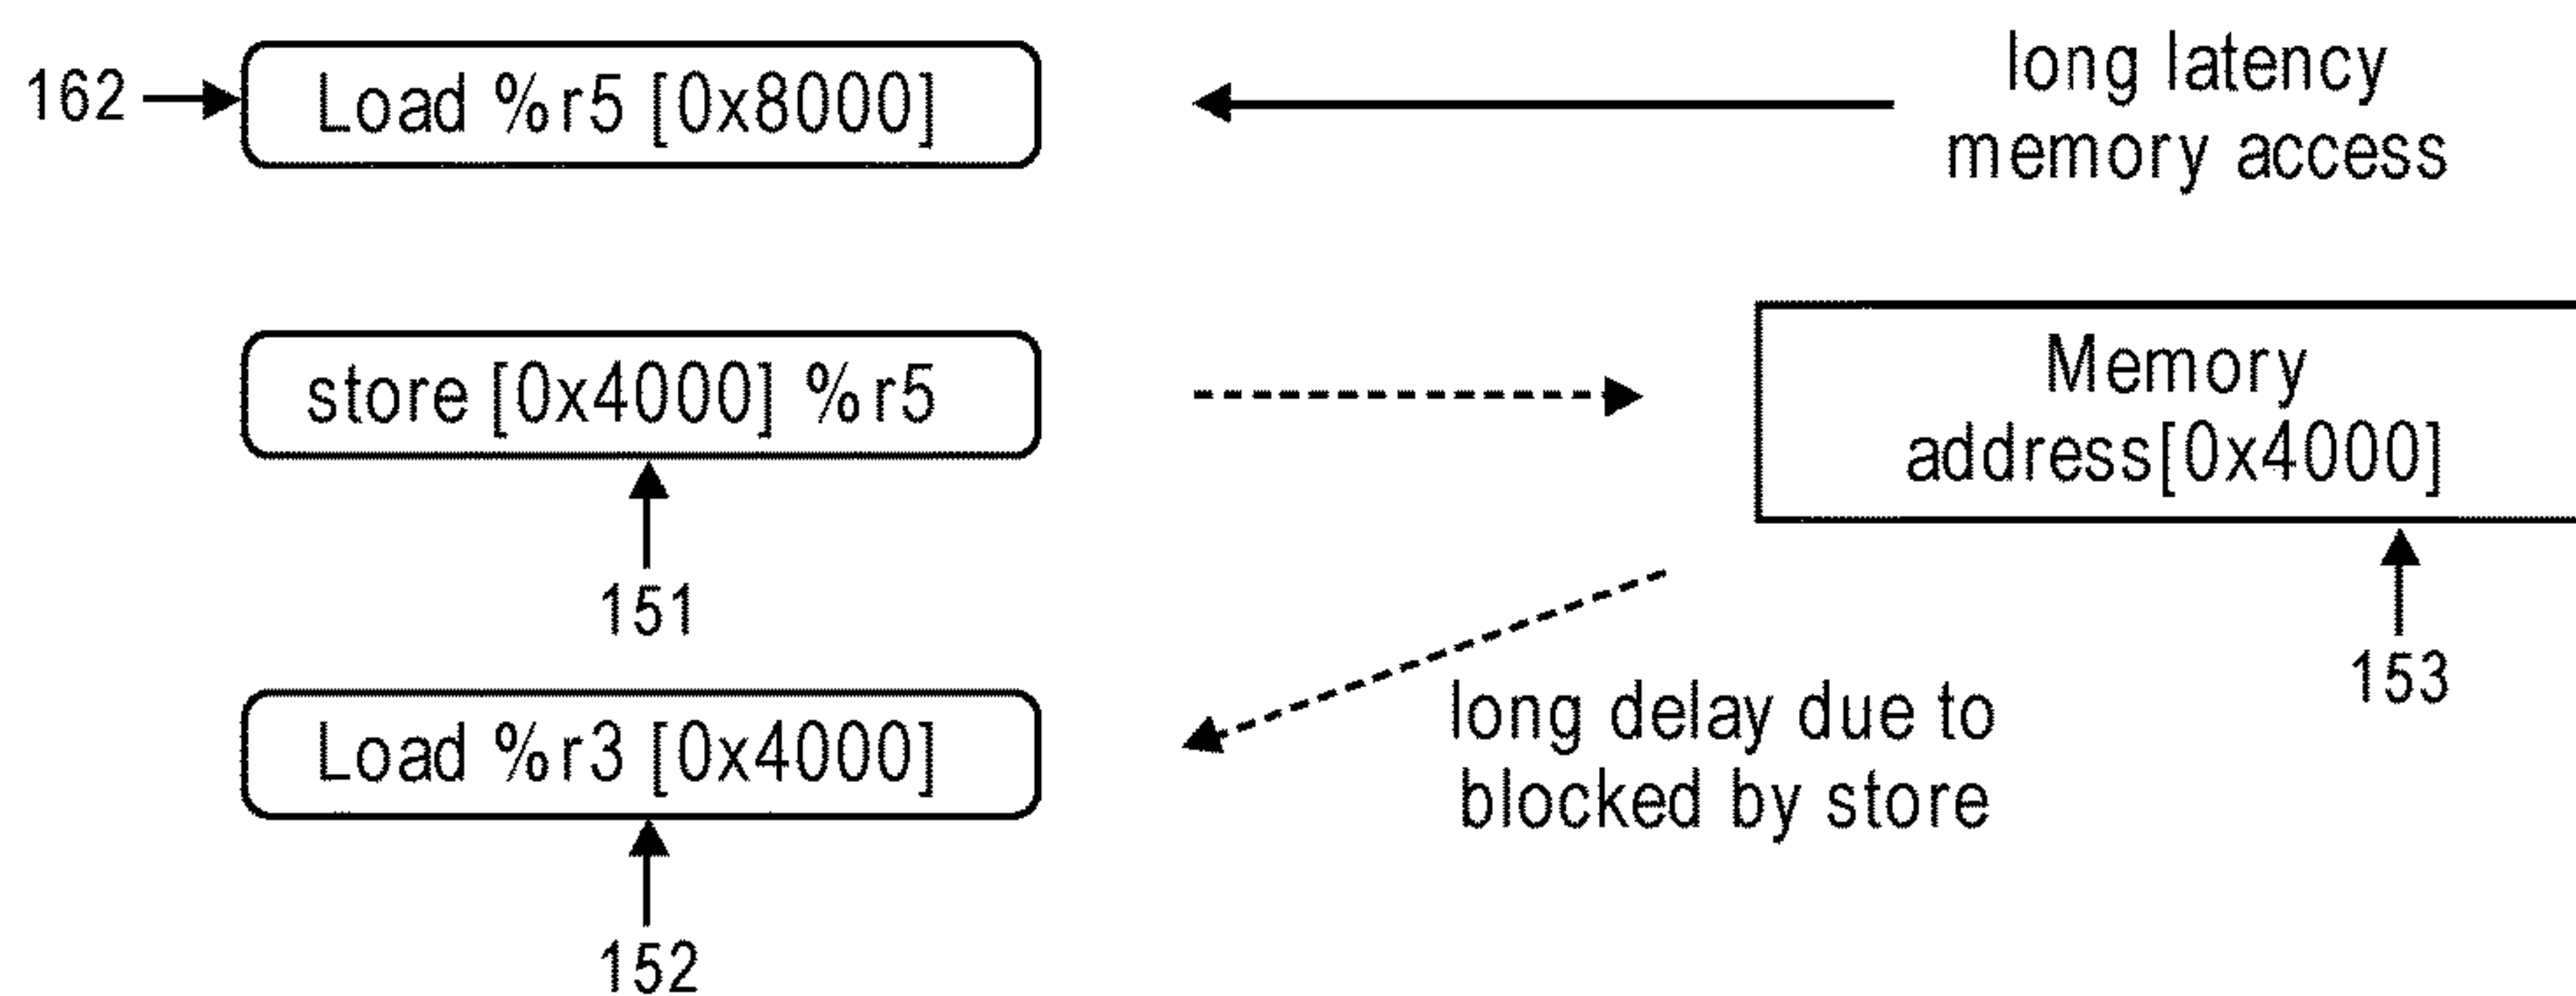 162
Load %r5 [0x8000]
long latency
memory access
store [0x4000] %r5
Memory
address[0x4000]
151
153
Load %r3 [0x4000]
long delay due to
blocked by store
152